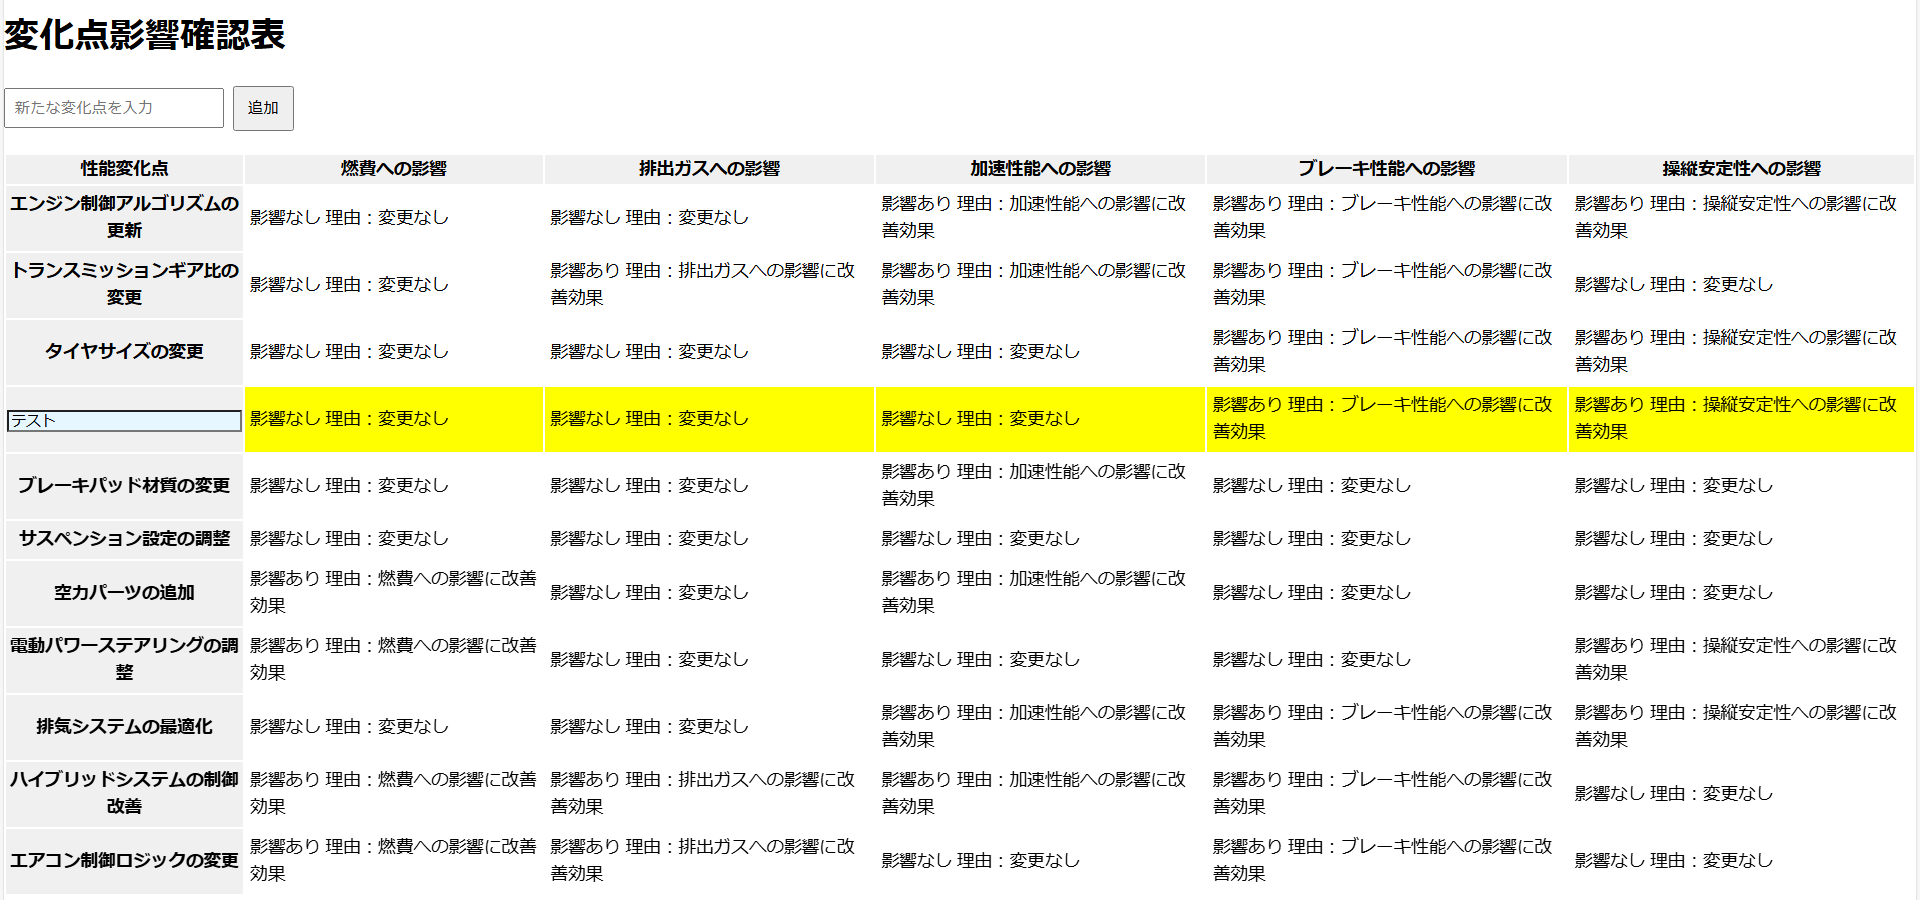 変化点影響確認表
新たな変化点を入力 追加
性能変化点 燃費への影響 排出ガスへの影響 加速性能への影響 ブレーキ性能への影響 操縦安定性への影響
エンジン制御アルゴリズムの
更新
影響なし 理由：変更なし
影響なし 理由：変更なし
影響あり 理由：加速性能への影響に改
善効果
影響あり 理由：ブレーキ性能への影響に改
善効果
影響あり 理由：操縦安定性への影響に改
善効果
トランスミッションギア比の
変更
影響なし 理由：変更なし
影響あり 理由：排出ガスへの影響に改
善効果
影響あり 理由：加速性能への影響に改
善効果
影響あり 理由：ブレーキ性能への影響に改
善効果
影響なし 理由：変更なし
タイヤサイズの変更
影響なし 理由：変更なし
影響なし 理由：変更なし
影響なし 理由：変更なし
影響あり 理由：ブレーキ性能への影響に改
善効果
影響あり 理由：操縦安定性への影響に改
善効果
テスト
影響なし 理由：変更なし
影響なし 理由：変更なし
影響なし 理由：変更なし
影響あり 理由：ブレーキ性能への影響に改
善効果
影響あり 理由：操縦安定性への影響に改
善効果
ブレーキパッド材質の変更
影響なし 理由：変更なし
影響なし 理由：変更なし
影響あり 理由：加速性能への影響に改
善効果
影響なし 理由：変更なし
影響なし 理由：変更なし
サスペンション設定の調整
影響なし 理由：変更なし
影響なし 理由：変更なし
影響なし 理由：変更なし
影響なし 理由：変更なし
影響なし 理由：変更なし
空力パーツの追加
影響あり 理由：燃費への影響に改善
効果
影響なし 理由：変更なし
影響あり 理由：加速性能への影響に改
善効果
影響なし 理由：変更なし
影響なし 理由：変更なし
電動パワーステアリングの調
整
影響あり 理由：燃費への影響に改善
効果
影響なし 理由：変更なし
影響なし 理由：変更なし
影響なし 理由：変更なし
影響あり 理由：操縦安定性への影響に改
善効果
排気システムの最適化
影響なし 理由：変更なし
影響なし 理由：変更なし
影響あり 理由：加速性能への影響に改
善効果
影響あり 理由：ブレーキ性能への影響に改
善効果
影響あり 理由：操縦安定性への影響に改
善効果
ハイブリッドシステムの制御
改善
影響あり 理由：燃費への影響に改善
効果
影響あり 理由：排出ガスへの影響に改
善効果
影響あり 理由：加速性能への影響に改
善効果
影響あり 理由：ブレーキ性能への影響に改
善効果
影響なし 理由：変更なし
エアコン制御ロジックの変更
影響あり 理由：燃費への影響に改善
効果
影響あり 理由：排出ガスへの影響に改
善効果
影響なし 理由：変更なし
影響あり 理由：ブレーキ性能への影響に改
善効果
影響なし 理由：変更なし